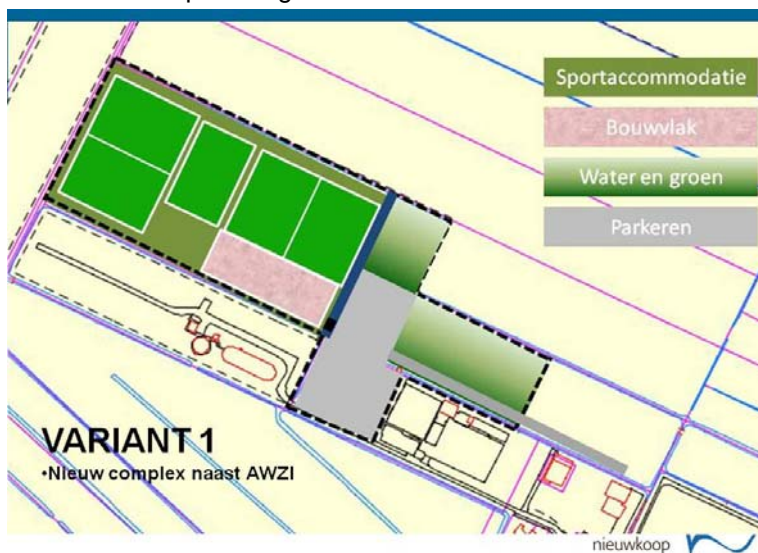 Sportaccommodatie
Bouwvlak
Water en groen
Parkeren
VARIANT 1
•Nieuw complex naast AWZI
nieuwkoop